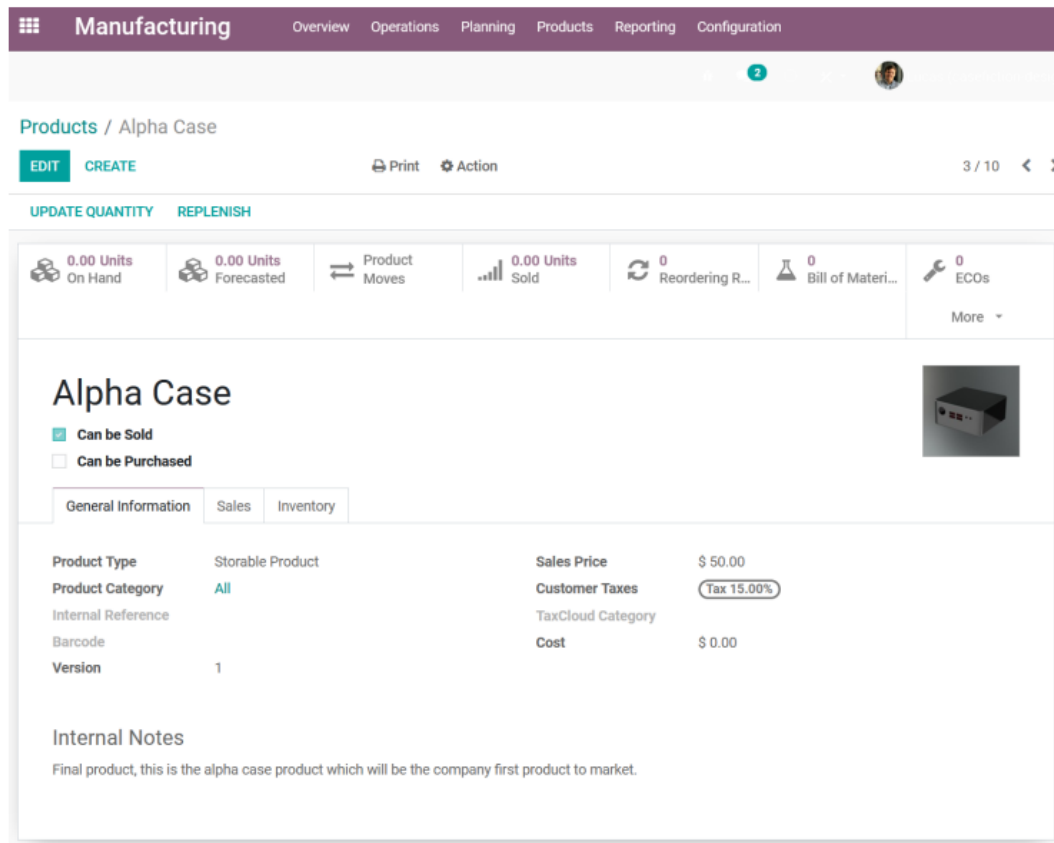 Manufacturing Overview Operations Planning Products Reporting Configuration
2
Products / Alpha Case
EDIT CREATE Print Action 3 / 10
UPDATE QUANTITY REPLENISH
0.00 Units On Hand
0.00 Units Forecasted
Product Moves
0.00 Units Sold
0 Reordering R...
0 Bill of Materi...
0 ECOs
More
Alpha Case
Can be Sold
Can be Purchased
General Information Sales Inventory
Product Type Storable Product Sales Price $ 50.00
Product Category All Customer Taxes Tax 15.00%
Internal Reference TaxCloud Category
Barcode Cost $ 0.00
Version 1
Internal Notes
Final product, this is the alpha case product which will be the company first product to market.